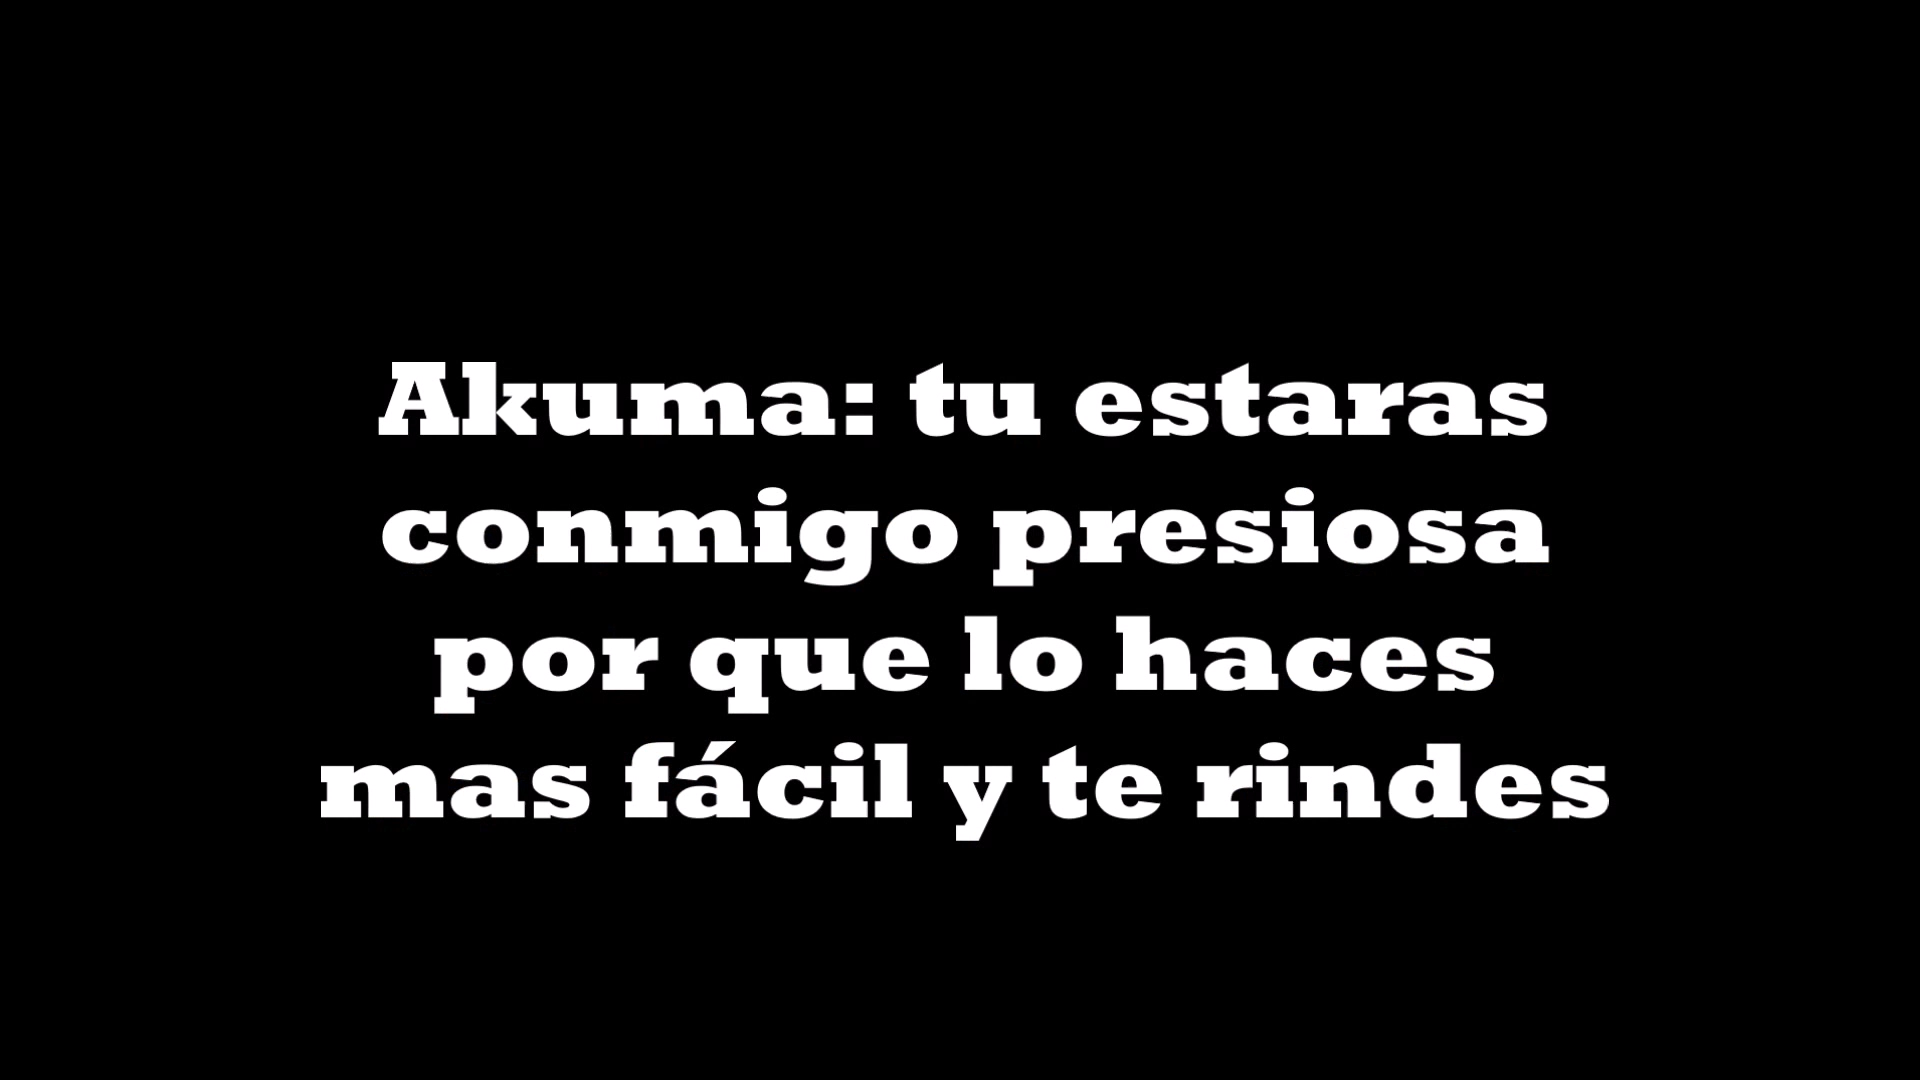 Akuma: tu estaras
conmigo presiosa
por que lo haces
mas fácil y te rindes